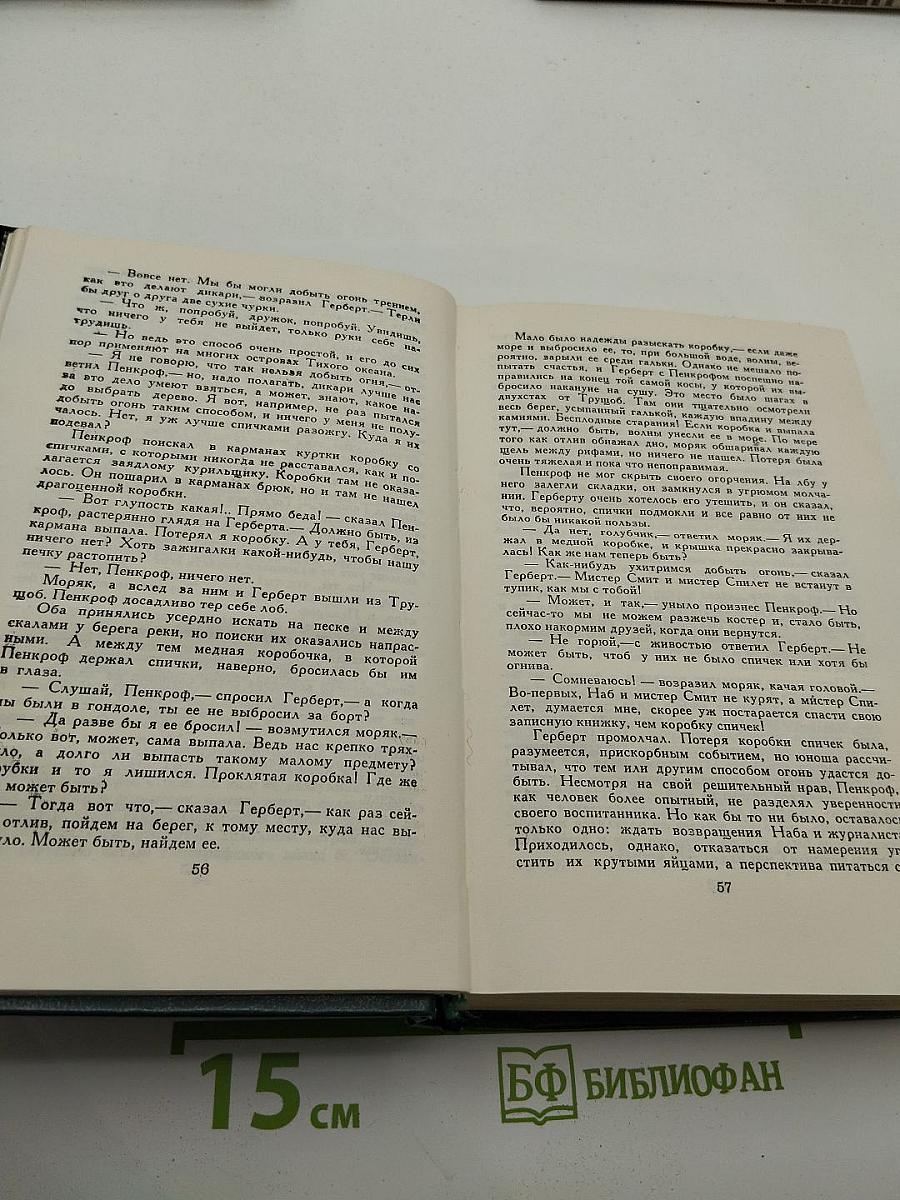 — Вовсе нет. Мы бы могли добыть огонь трением,
как это делают дикари,— возразил Герберт.— Терли
бы друг о друга две сухие чурки.
— Что ж, попробуй, дружок, попробуй. Увидишь,
что ничего у тебя не выйдет, только руки себе на-
трудишь.
— Но ведь это способ очень простой, и его до сих
пор применяют на многих островах Тихого океана.
— Я не говорю, что так нельзя добыть огня,— от-
ветил Пенкроф,— но, надо полагать, дикари лучше нас
за это дело умеют взяться, а может, знают, какое на-
до выбрать дерево. Я вот, например, не раз пытался
добыть огонь таким способом, и ничего у меня не полу-
чалось. Нет, я уж лучше спичками разожгу. Куда я их
подевал?
Пенкроф поискал в карманах куртки коробку со
спичками, с которыми никогда не расставался, как и по-
лагается заядлому курильщику. Коробки там не оказа-
лось. Он пошарил в карманах брюк, но и там не нашел
драгоценной коробки.
— Вот глупость какая!.. Прямо беда! — сказал Пен-
кроф, растерянно глядя на Герберта.— Должно быть, из
кармана выпала. Потерял я коробку. А у тебя, Герберт,
ничего нет? Хоть зажигалки какой-нибудь, чтобы нашу
печку растопить?
— Нет, Пенкроф, ничего нет.
Моряк, а вслед за ним и Герберт вышли из Тру-
щоб. Пенкроф досадливо тер себе лоб.
Оба принялись усердно искать на песке и между
скалами у берега реки, но поиски их оказались напрас-
ными. А между тем медная коробочка, в которой
Пенкроф держал спички, наверно, бросилась бы им
в глаза.
— Слушай, Пенкроф,— спросил Герберт,— а когда
мы были в гондоле, ты ее не выбросил за борт?
— Да разве бы я ее бросил! — возмутился моряк.—
олько вот, может, сама выпала. Ведь нас крепко трях-
ло, а долго ли выпасть такому малому предмету?
рубки и то я лишился. Проклятая коробка! Где же
может быть?
— Тогда вот что,— сказал Герберт,— как раз сей-
отлив, пойдем на берег, к тому месту, куда нас вы-
ло. Может быть, найдем ее.
56
Мало было надежды разыскать коробку,— если даже
море и выбросило ее, то, при большой воде, волны, ве-
роятно, зарыли ее среди гальки. Однако не мешало по-
пытать счастья, и Герберт с Пенкрофом поспешно на-
правились на конец той самой косы, у которой их вы-
бросило накануне на сушу. Это место было шагах в
двухстах от Трущоб. Там они тщательно осмотрели
весь берег, усыпанный галькой, каждую впадину между
камнями. Бесплодные старания! Если коробка и выпала
тут,— должно быть, волны унесли ее в море. По мере
того как отлив обнажал дно, моряк обшаривал каждую
щель между рифами, но ничего не нашел. Потеря была
очень тяжелая и пока что непоправимая.
Пенкроф не мог скрыть своего огорчения. На лбу у
него залегли складки, он замкнулся в угрюмом молча-
нии. Герберту очень хотелось его утешить, и он сказал,
что, вероятно, спички подмокли и все равно от них не
было бы никакой пользы.
— Да нет, голубчик,— ответил моряк.— Я их дер-
жал в медной коробке, и крышка прекрасно закрыва-
лась! Как же нам теперь быть?
— Как-нибудь ухитримся добыть огонь,— сказал
Герберт.— Мистер Смит и мистер Спилет не встанут в
тупик, как мы с тобой!
— Может, и так,— уныло произнес Пенкроф.— Но
сейчас-то мы не можем разжечь костер и, стало быть,
плохо накормим друзей, когда они вернутся.
— Не горюй,— с живостью ответил Герберт.— Не
может быть, чтоб у них не было спичек или хотя бы
огнива.
— Сомневаюсь! — возразил моряк, качая головой.—
Во-первых, Наб и мистер Смит не курят, а мистер Спи-
лет, думается мне, скорее уж постарается спасти свою
записную книжку, чем коробку спичек!
Герберт промолчал. Потеря коробки спичек была,
разумеется, прискорбным событием, но юноша рассчи-
тывал, что тем или другим способом огонь удастся до-
быть. Несмотря на свой решительный нрав, Пенкроф,
как человек более опытный, не разделял уверенности
своего воспитанника. Но как бы то ни было, оставалось
только одно: ждать возвращения Наба и журналиста
Приходилось, однако, отказаться от намерения уг
стить их крутыми яйцами, а перспектива питаться с
57
15 см
БФ БИБЛИОФАН